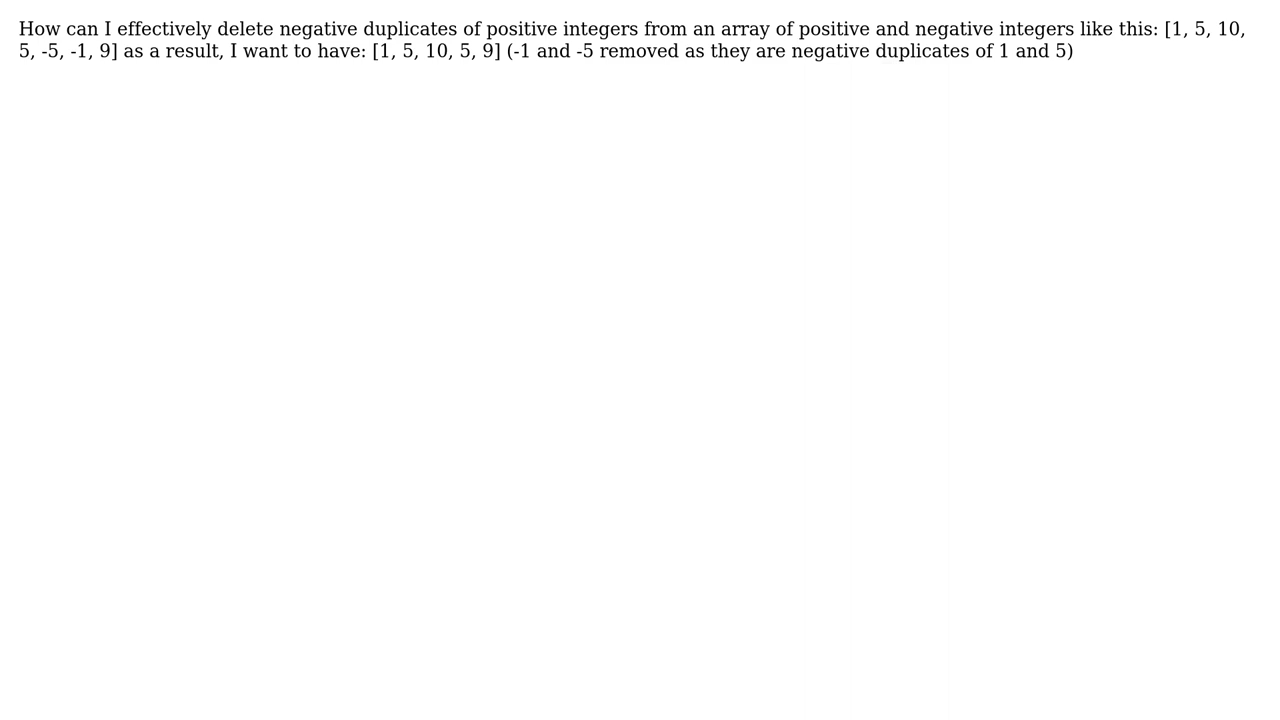 How can I effectively delete negative duplicates of positive integers from an array of positive and negative integers like this: [1, 5, 10,
5, -5, -1, 9] as a result, I want to have: [1, 5, 10, 5, 9] (-1 and -5 removed as they are negative duplicates of 1 and 5)